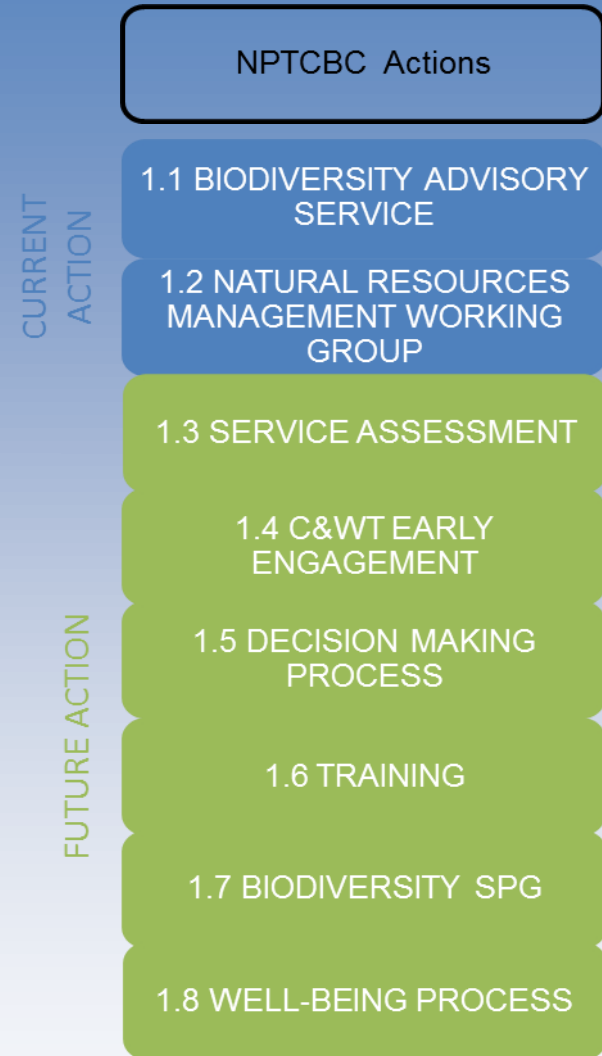 NPTCBC Actions
CURRENT
ACTION
1.1 BIODIVERSITY ADVISORY
SERVICE
1.2 NATURAL RESOURCES
MANAGEMENT WORKING
GROUP
FUTURE ACTION
1.3 SERVICE ASSESSMENT
1.4 C&WT EARLY
ENGAGEMENT
1.5 DECISION MAKING
PROCESS
1.6 TRAINING
1.7 BIODIVERSITY SPG
1.8 WELL-BEING PROCESS